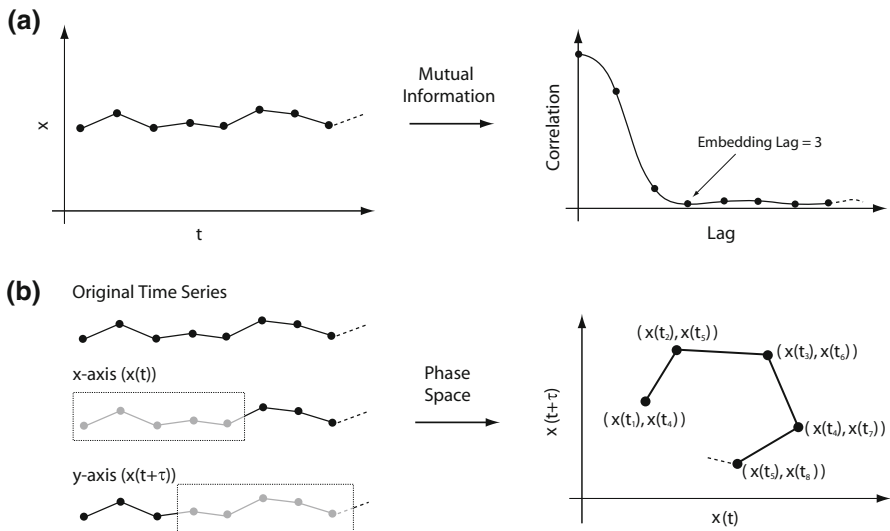 (a)
x
t
Mutual
Information
Correlation
Embedding Lag = 3
Lag
(b)
Original Time Series
x-axis (x(t))
y-axis (x(t+τ))
Phase
Space
x(t+τ)
( x(t₂), x(t₅) )
( x(t₃), x(t₆) )
( x(t₁), x(t₄) )
( x(t₄), x(t₇) )
( x(t₅), x(t₈) )
x(t)